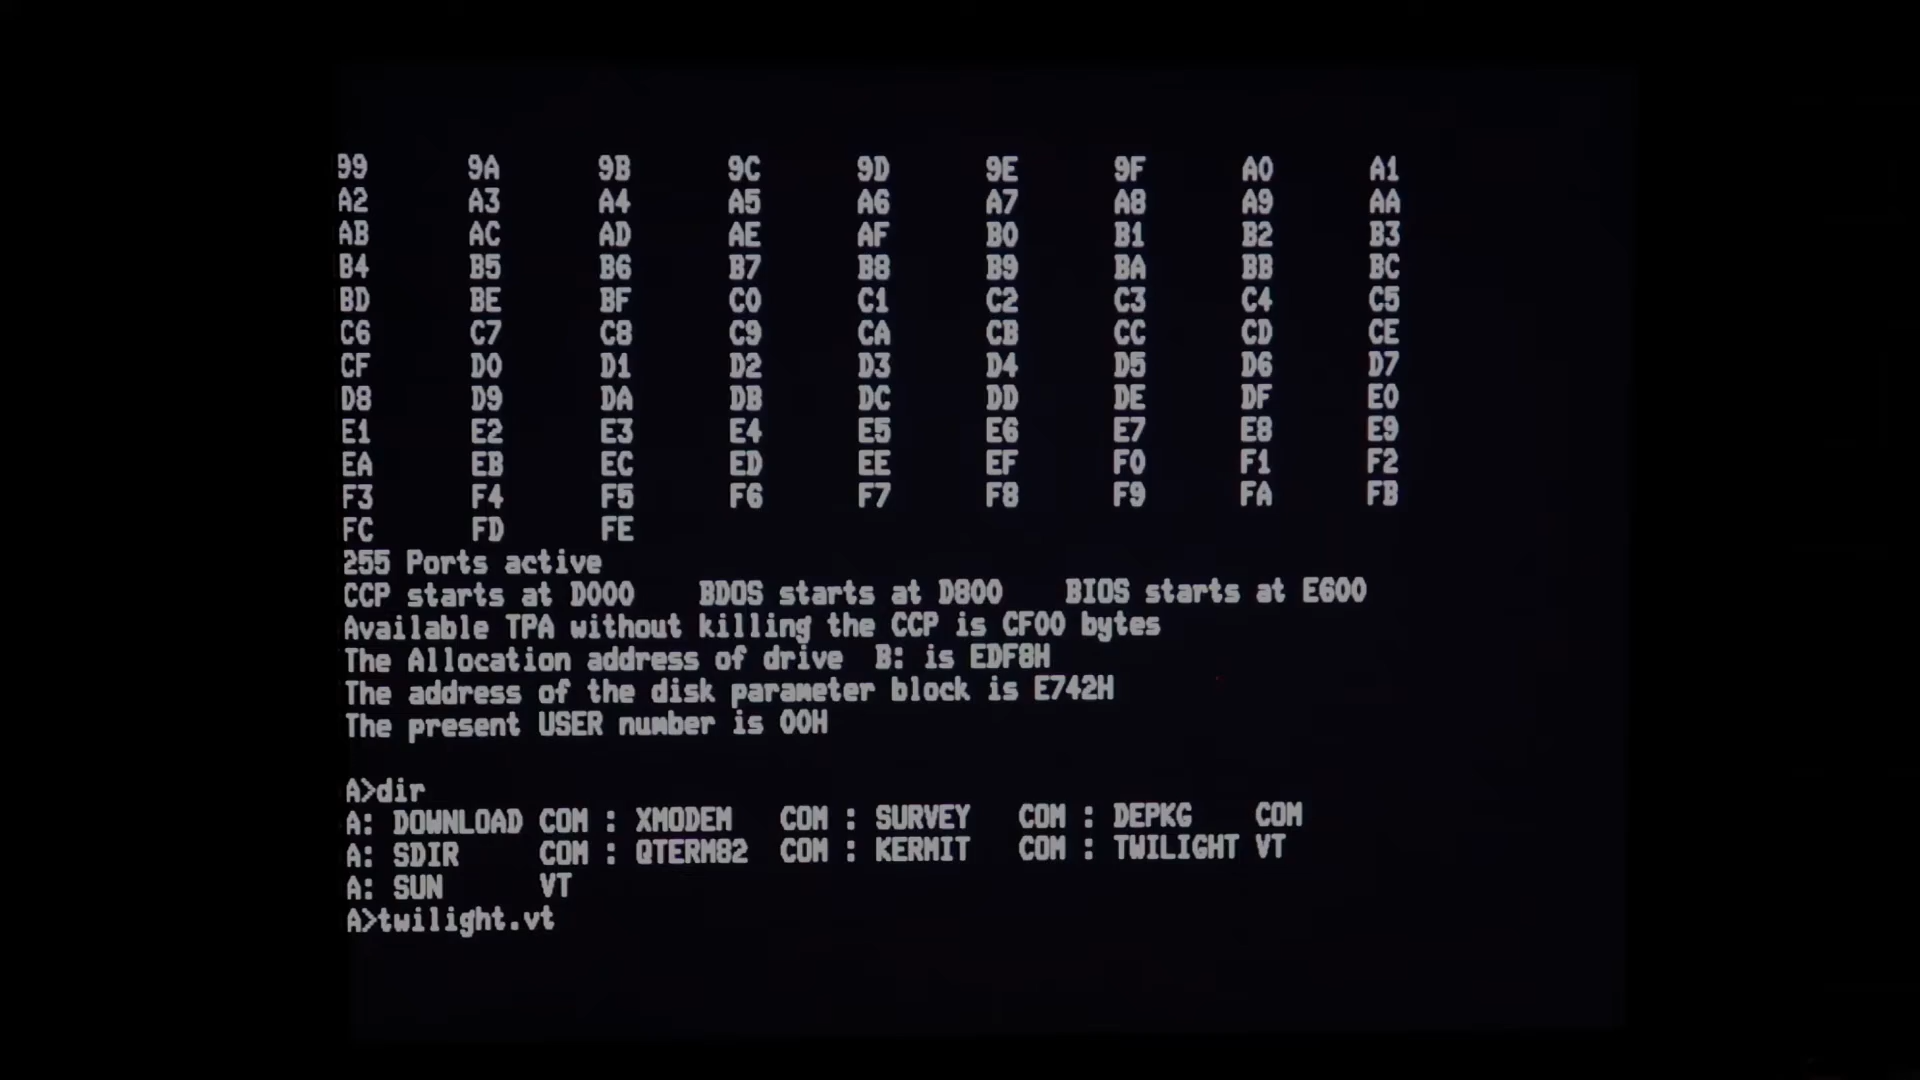 99 9A 9B 9C 9D 9E 9F A0 A1
A2 A3 A4 A5 A6 A7 A8 A9 AA
AB AC AD AE AF B0 B1 B2 B3
B4 B5 B6 B7 B8 B9 BA BB BC
BD BE BF C0 C1 C2 C3 C4 C5
C6 C7 C8 C9 CA CB CC CD CE
CF D0 D1 D2 D3 D4 D5 D6 D7
D8 D9 DA DB DC DD DE DF E0
E1 E2 E3 E4 E5 E6 E7 E8 E9
EA EB EC ED EE EF F0 F1 F2
F3 F4 F5 F6 F7 F8 F9 FA FB
FC FD FE
255 Ports active
CCP starts at D000 BDOS starts at D800 BIOS starts at E600
Available TPA without killing the CCP is CF00 bytes
The Allocation address of drive B: is EDF8H
The address of the disk parameter block is E742H
The present USER number is 00H
A>dir
A: DOWNLOAD COM : XMODEM COM : SURVEY COM : DEPKG COM
A: SDIR COM : QTERM82 COM : KERMIT COM : TWILIGHT VT
A: SUN VT
A>twilight.vt